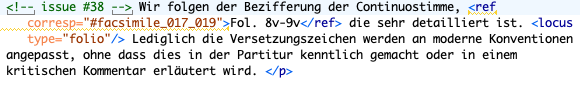 <!-- issue #38 --> Wir folgen der Bezifferung der Continuostimme, <ref
corresp="#facsimile_017_019">Fol. 8v-9v</ref> die sehr detailliert ist. <locus
type="folio"/> Lediglich die Versetzungszeichen werden an moderne Konventionen
angepasst, ohne dass dies in der Partitur kenntlich gemacht oder in einem
kritischen Kommentar erläutert wird. </p>